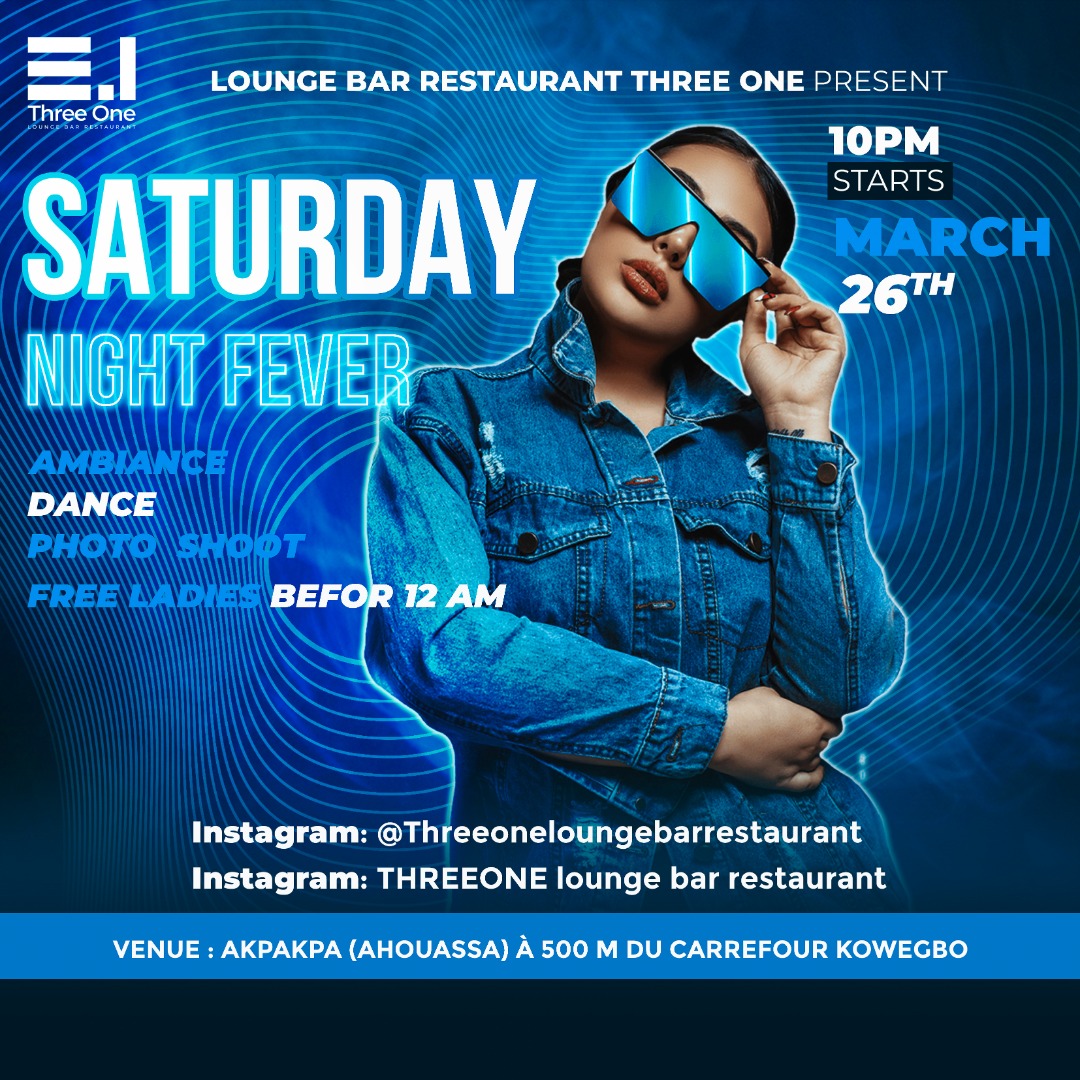 Three One
LOUNGE BAR RESTAURANT
LOUNGE BAR RESTAURANT THREE ONE PRESENT
10PM
STARTS
MARCH
26TH
SATURDAY
NIGHT FEVER
AMBIANCE
DANCE
PHOTO SHOOT
FREE LADIES BEFOR 12 AM
Instagram: @Threeoneloungebarrestaurant
Instagram: THREEONE lounge bar restaurant
VENUE : AKPAKPA (AHOUASSA) À 500 M DU CARREFOUR KOWEGBO